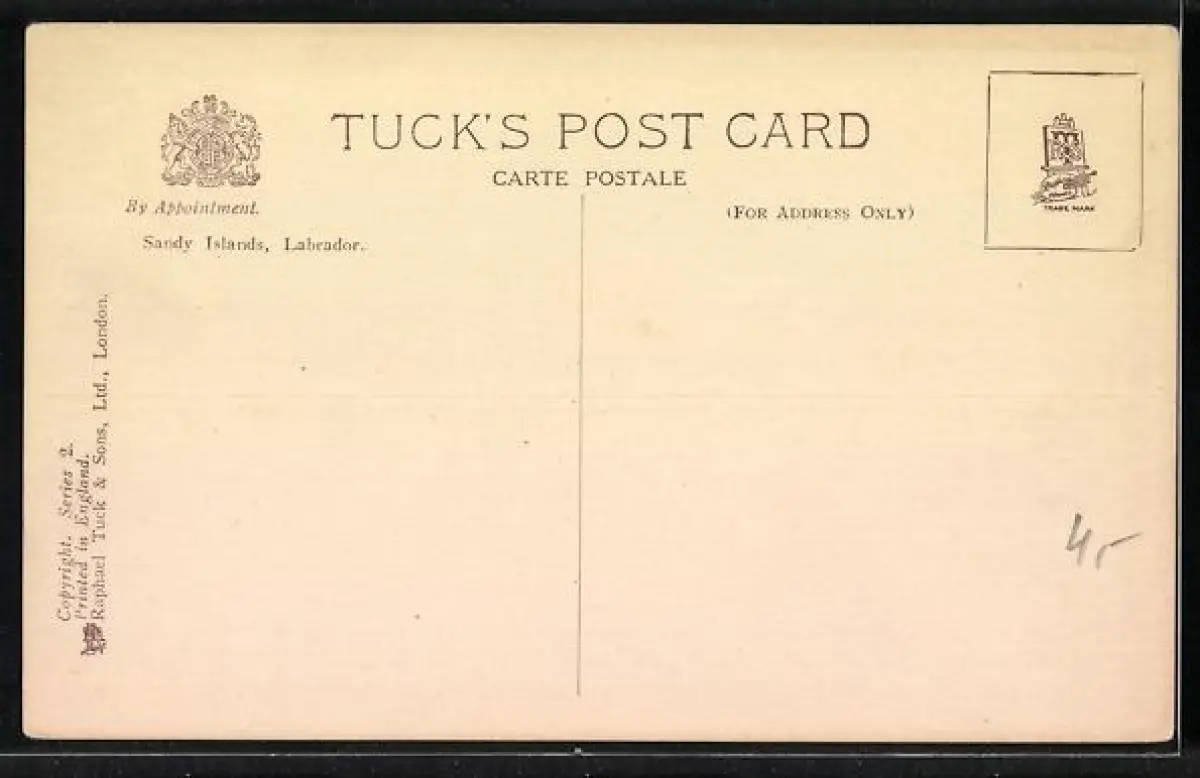 TUCK'S POST CARD
CARTE POSTALE
By Appointment.
(FOR ADDRESS ONLY)
TRADE MARK
Sandy Islands, Labrador.
Copyright. Series 2.
Printed in England.
Raphael Tuck & Sons, Ltd., London.